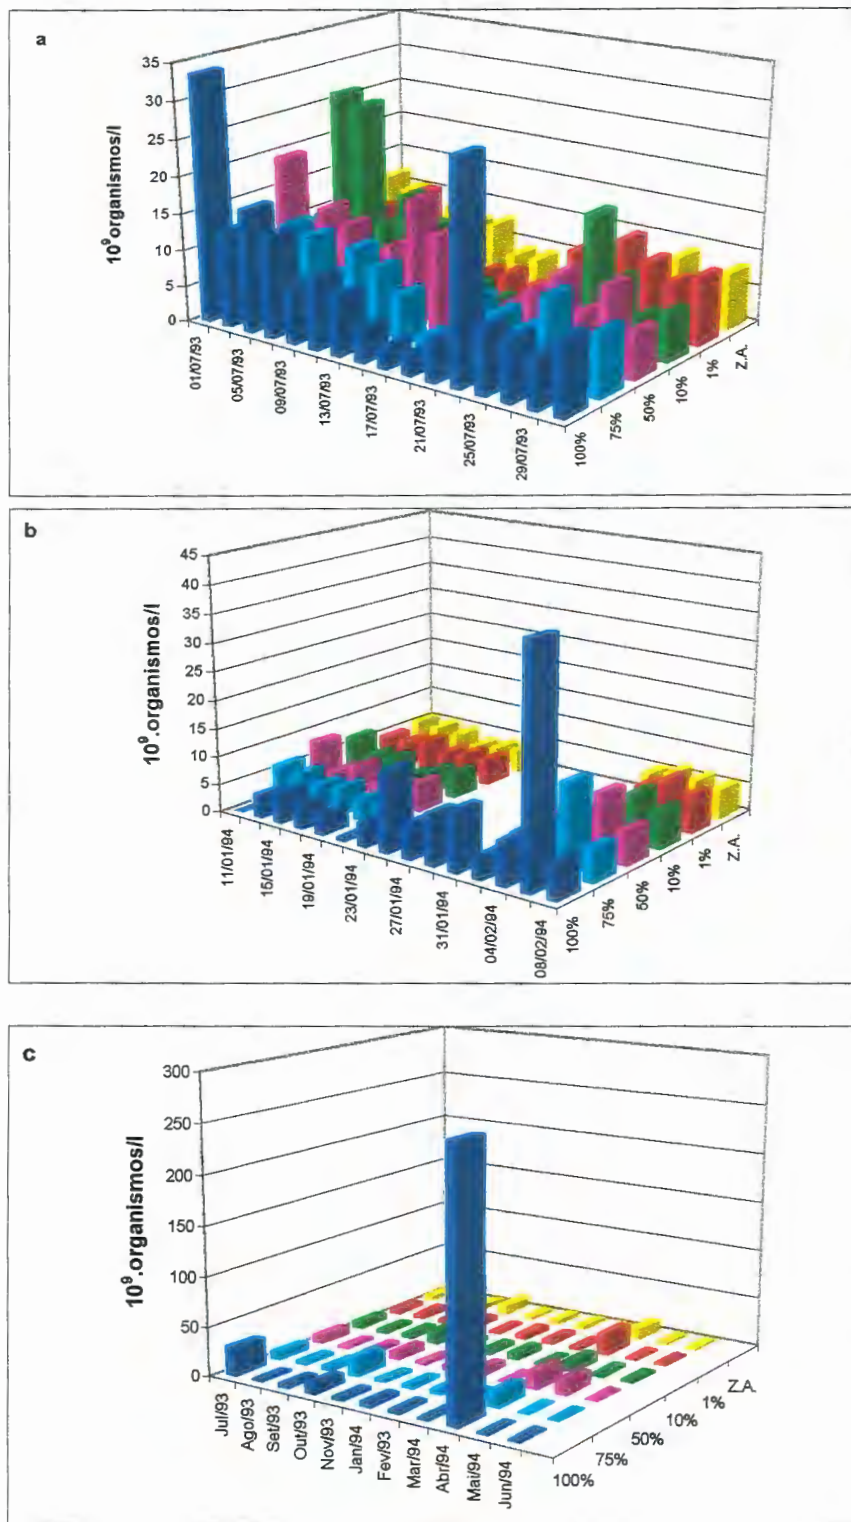 a
35
30
25
20
15
10
5
0
10⁹organismos/l
01/07/93
05/07/93
09/07/93
13/07/93
17/07/93
21/07/93
25/07/93
29/07/93
100%
75%
50%
10%
1%
Z.A.
b
45
40
35
30
25
20
15
10
5
0
10⁹.organismos/l
11/01/94
15/01/94
19/01/94
23/01/94
27/01/94
31/01/94
04/02/94
08/02/94
100%
75%
50%
10%
1%
Z.A.
c
300
250
200
150
100
50
0
10⁹.organismos/l
Jul/93
Ago/93
Set/93
Out/93
Nov/93
Jan/94
Fev/93
Mar/94
Abr/94
Mai/94
Jun/94
100%
75%
50%
10%
1%
Z.A.